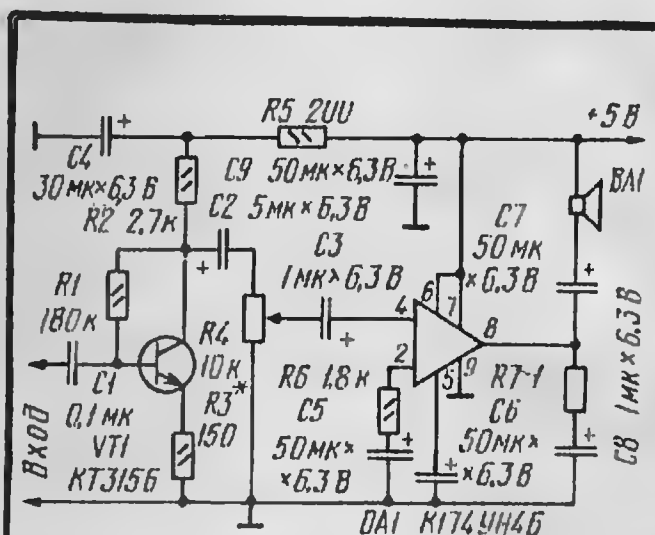 R5 200
+5 В
C4
30 мк×6,3 В
C9 50 мк×6,3 В
BA1
R2 2,7 к
C2 5 мк×6,3 В
C3
1 мк×6,3 В
C7
50 мк
×6,3 В
R1
180 к
R4
10 к
4
6
7
8
2
5
9
C1
0,1 мк
R3*
150
R6 1,8 к
C5
50 мк×
×6,3 В
R7 1
C6
50 мк×
×6,3 В
C8 1 мк×6,3 В
Вход
VT1
КТ315Б
DA1 К174УН4Б